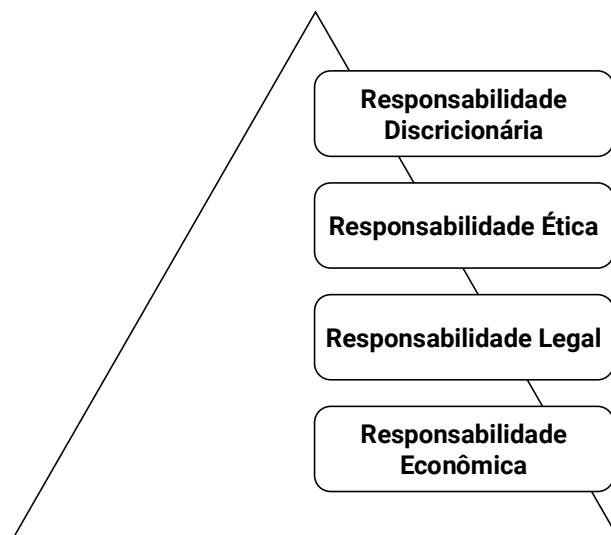 Responsabilidade
Discricionária
Responsabilidade Ética
Responsabilidade Legal
Responsabilidade
Econômica